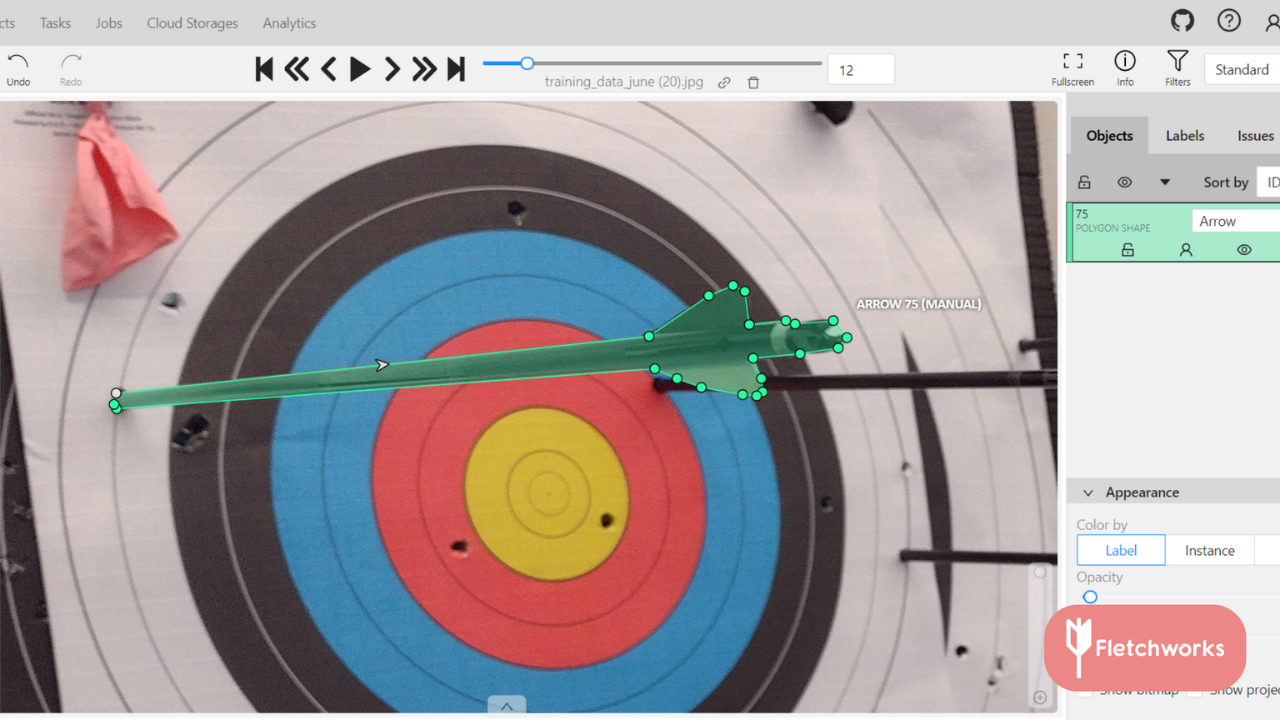 cts Tasks Jobs Cloud Storages Analytics
Undo Redo
12
training_data_june (20).jpg
Fullscreen Info Filters
Standard
Objects Labels Issues
Sort by ID
75
POLYGON SHAPE
Arrow
ARROW 75 (MANUAL)
Appearance
Color by
Label Instance
Opacity
Fletchworks
Show bitmap Show projec